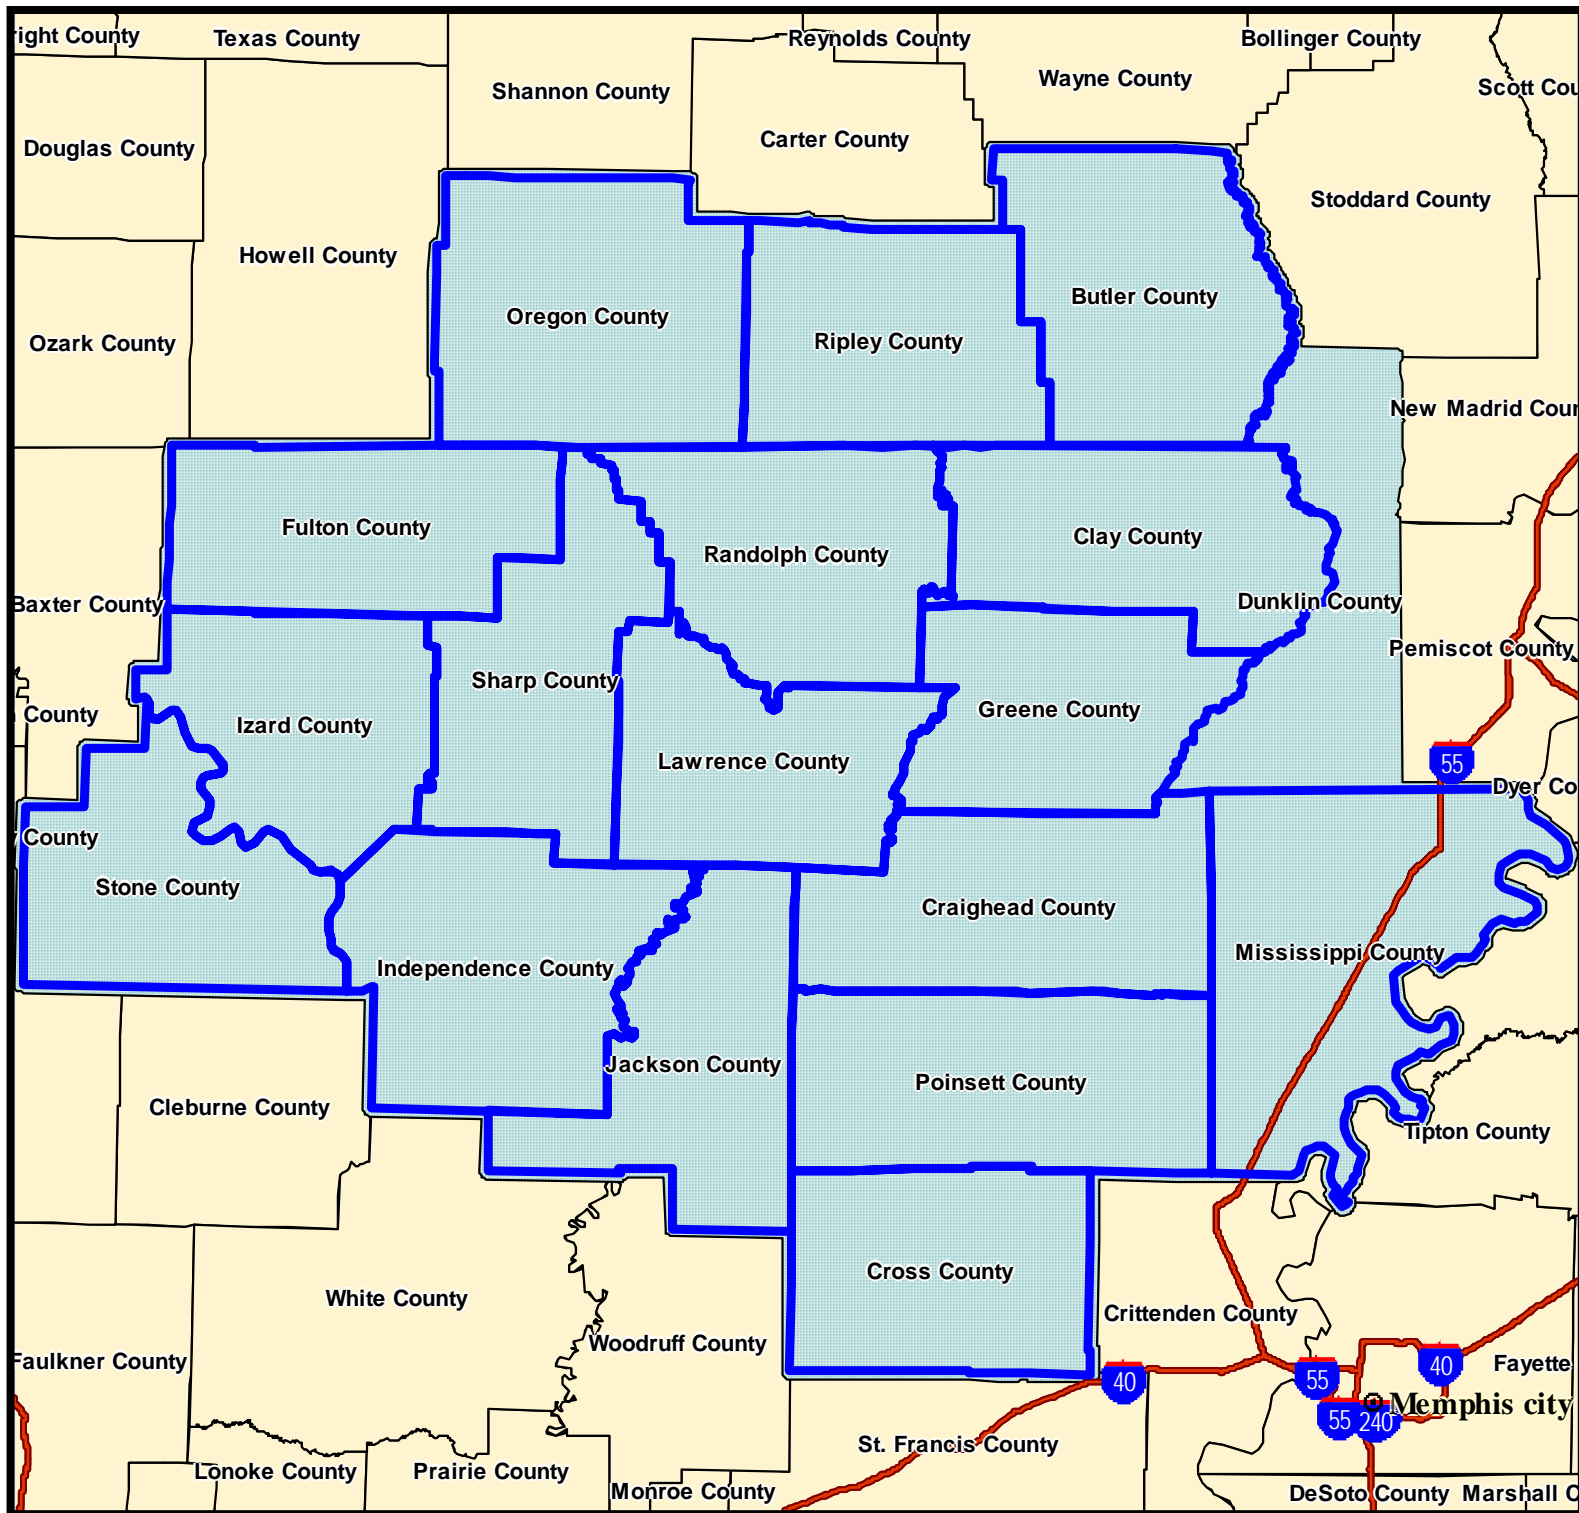 right County
Texas County
Reynolds County
Bollinger County
Wayne County
Shannon County
Scott Cou
Carter County
Douglas County
Stoddard County
Howell County
Butler County
Oregon County
Ripley County
Ozark County
New Madrid Coun
Fulton County
Clay County
Randolph County
Dunklin County
Baxter County
Pemiscot County
Sharp County
Greene County
County
Izard County
Lawrence County
55
Dyer Co
County
Stone County
Craighead County
Mississippi County
Independence County
Jackson County
Poinsett County
Cleburne County
Tipton County
Cross County
White County
Crittenden County
Woodruff County
Faulkner County
Fayette
40
55
40
Memphis city
55
240
St. Francis County
Lonoke County
Prairie County
Monroe County
DeSoto County
Marshall C